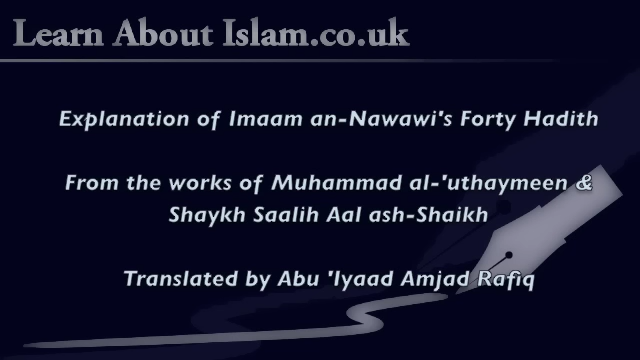 Learn About Islam.co.uk
Explanation of Imaam an-Nawawi's Forty Hadith
From the works of Muhammad al-'uthaymeen &
Shaykh Saalih Aal ash-Shaikh
Translated by Abu 'Iyaad Amjad Rafiq